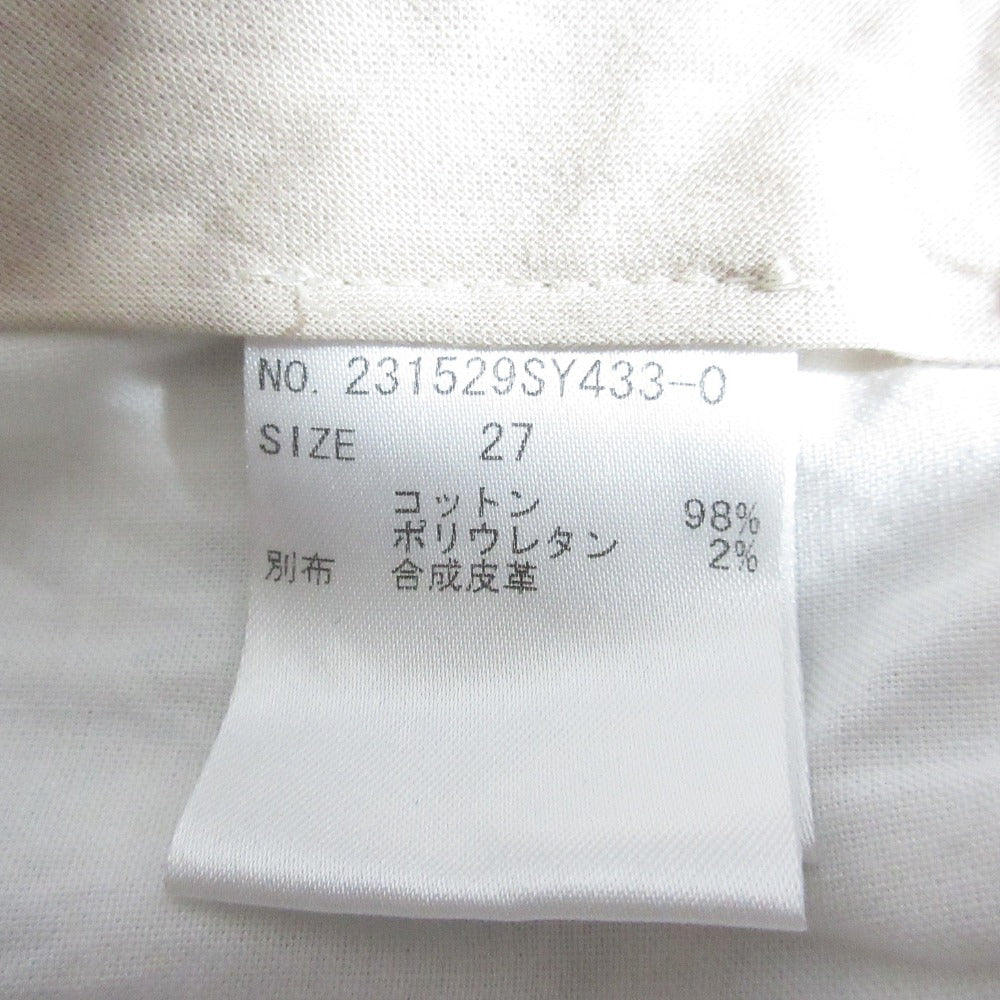 NO. 231529SY433-0
SIZE 27
コットン 98%
ポリウレタン 2%
別布 合成皮革